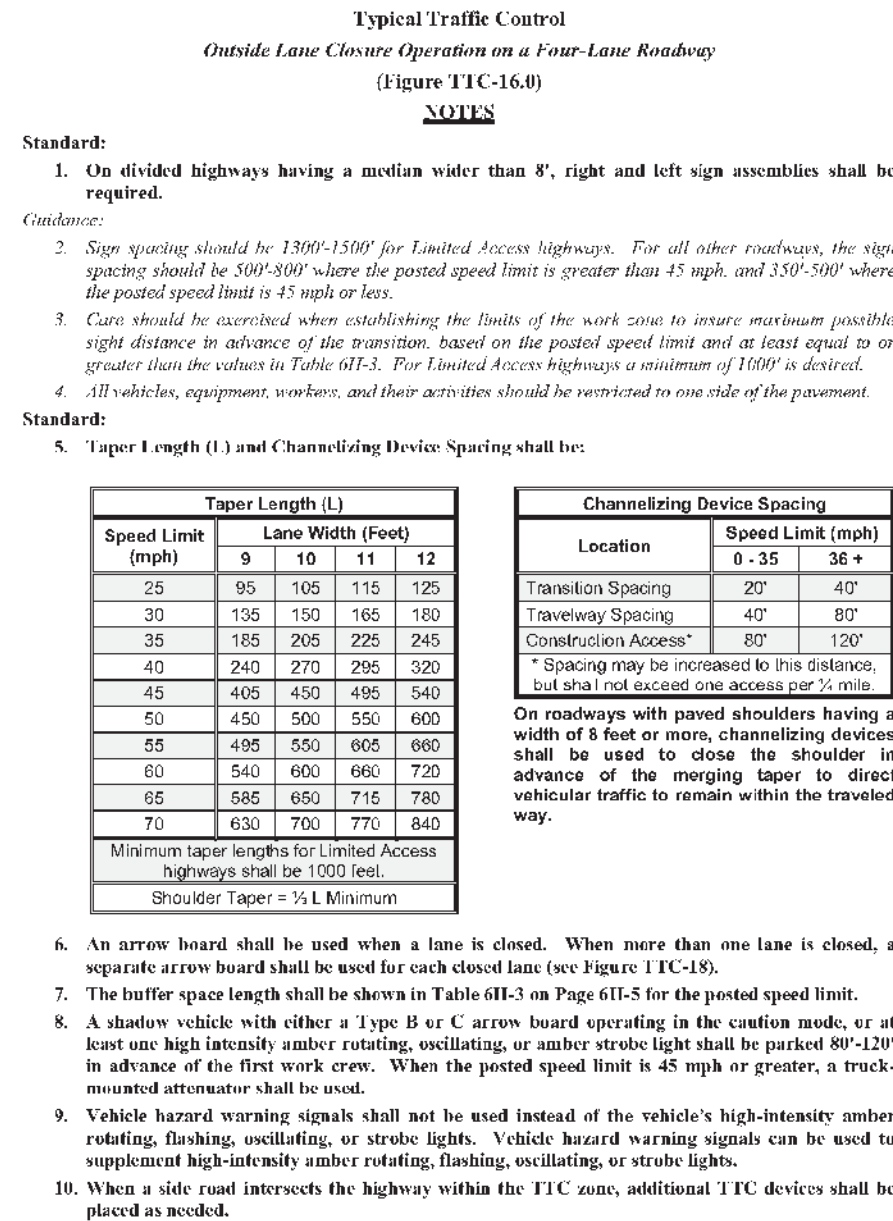 Typical Traffic Control
Outside Lane Closure Operation on a Four-Lane Roadway
(Figure TTC-16.0)
NOTES
Standard:
1. On divided highways having a median wider than 8', right and left sign assemblies shall be
required.
Guidance:
2. Sign spacing should be 1300'-1500' for Limited Access highways. For all other roadways, the sign
spacing should be 500'-800' where the posted speed limit is greater than 45 mph, and 350'-500' where
the posted speed limit is 45 mph or less.
3. Care should be exercised when establishing the limits of the work zone to insure maximum possible
sight distance in advance of the transition, based on the posted speed limit and at least equal to or
greater than the values in Table 6H-3. For Limited Access highways a minimum of 1000' is desired.
4. All vehicles, equipment, workers, and their activities should be restricted to one side of the pavement.
Standard:
5. Taper Length (L) and Channelizing Device Spacing shall be:
Taper Length (L)
Speed Limit (mph) Lane Width (Feet)
9 10 11 12
25 95 105 115 125
30 135 150 165 180
35 185 205 225 245
40 240 270 295 320
45 405 450 495 540
50 450 500 550 600
55 495 550 605 660
60 540 600 660 720
65 585 650 715 780
70 630 700 770 840
Minimum taper lengths for Limited Access
highways shall be 1000 feet.
Shoulder Taper = ⅓ L Minimum
Channelizing Device Spacing
Location Speed Limit (mph)
0 - 35 36 +
Transition Spacing 20' 40'
Travelway Spacing 40' 80'
Construction Access* 80' 120'
* Spacing may be increased to this distance,
but shall not exceed one access per ¼ mile.
On roadways with paved shoulders having a
width of 8 feet or more, channelizing devices
shall be used to close the shoulder in
advance of the merging taper to direct
vehicular traffic to remain within the traveled
way.
6. An arrow board shall be used when a lane is closed. When more than one lane is closed, a
separate arrow board shall be used for each closed lane (see Figure TTC-18).
7. The buffer space length shall be shown in Table 6H-3 on Page 6H-5 for the posted speed limit.
8. A shadow vehicle with either a Type B or C arrow board operating in the caution mode, or at
least one high intensity amber rotating, oscillating, or amber strobe light shall be parked 80'-120'
in advance of the first work crew. When the posted speed limit is 45 mph or greater, a truck-
mounted attenuator shall be used.
9. Vehicle hazard warning signals shall not be used instead of the vehicle's high-intensity amber
rotating, flashing, oscillating, or strobe lights. Vehicle hazard warning signals can be used to
supplement high-intensity amber rotating, flashing, oscillating, or strobe lights.
10. When a side road intersects the highway within the TTC zone, additional TTC devices shall be
placed as needed.